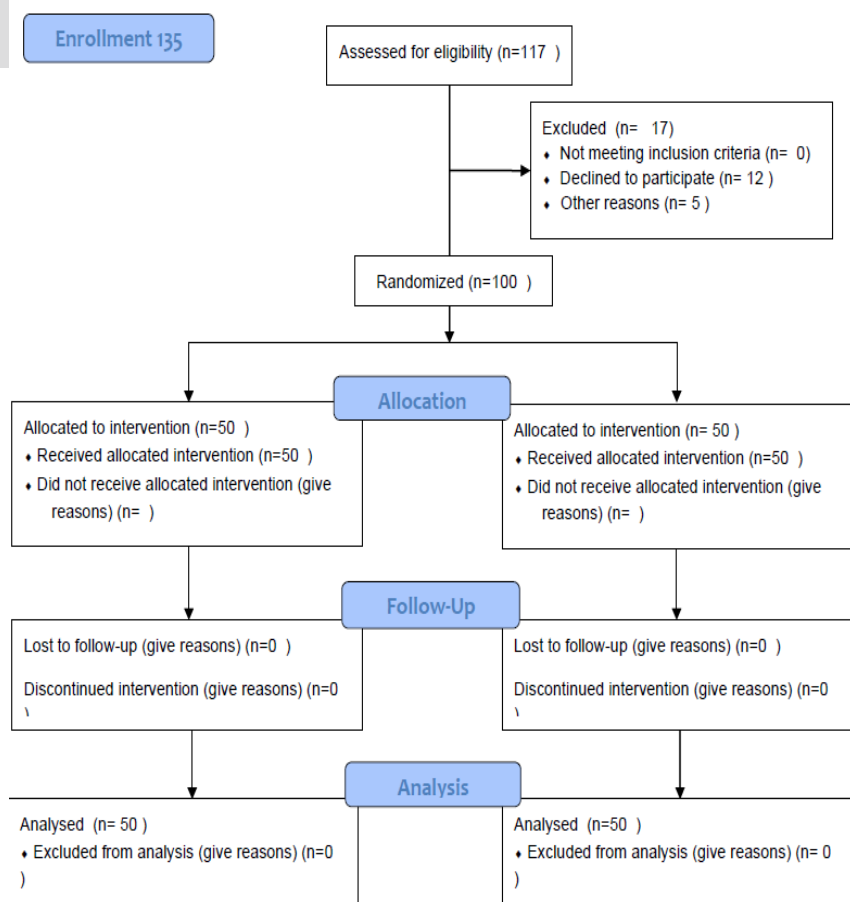 Enrollment 135
Assessed for eligibility (n=117 )
Excluded (n= 17)
♦ Not meeting inclusion criteria (n= 0)
♦ Declined to participate (n= 12 )
♦ Other reasons (n= 5 )
Randomized (n=100 )
Allocation
Allocated to intervention (n=50 )
♦ Received allocated intervention (n=50 )
♦ Did not receive allocated intervention (give
reasons) (n= )
Allocated to intervention (n= 50 )
♦ Received allocated intervention (n=50 )
♦ Did not receive allocated intervention (give
reasons) (n= )
Follow-Up
Lost to follow-up (give reasons) (n=0 )
Discontinued intervention (give reasons) (n=0
)
Lost to follow-up (give reasons) (n=0 )
Discontinued intervention (give reasons) (n=0
)
Analysis
Analysed (n= 50 )
♦ Excluded from analysis (give reasons) (n=0
)
Analysed (n=50 )
♦ Excluded from analysis (give reasons) (n= 0
)